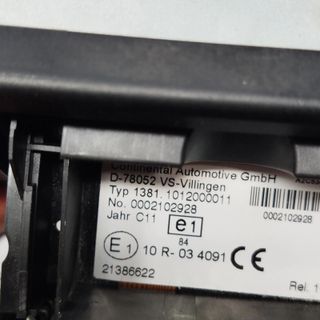 Continental Automotive GmbH
D-78052 VS-Villingen
Typ 1381.1012000011
No. 0002102928
Jahr C11 e1
84
0002102928
E1 10 R-03 4091 CE
21386622
Rel. 1